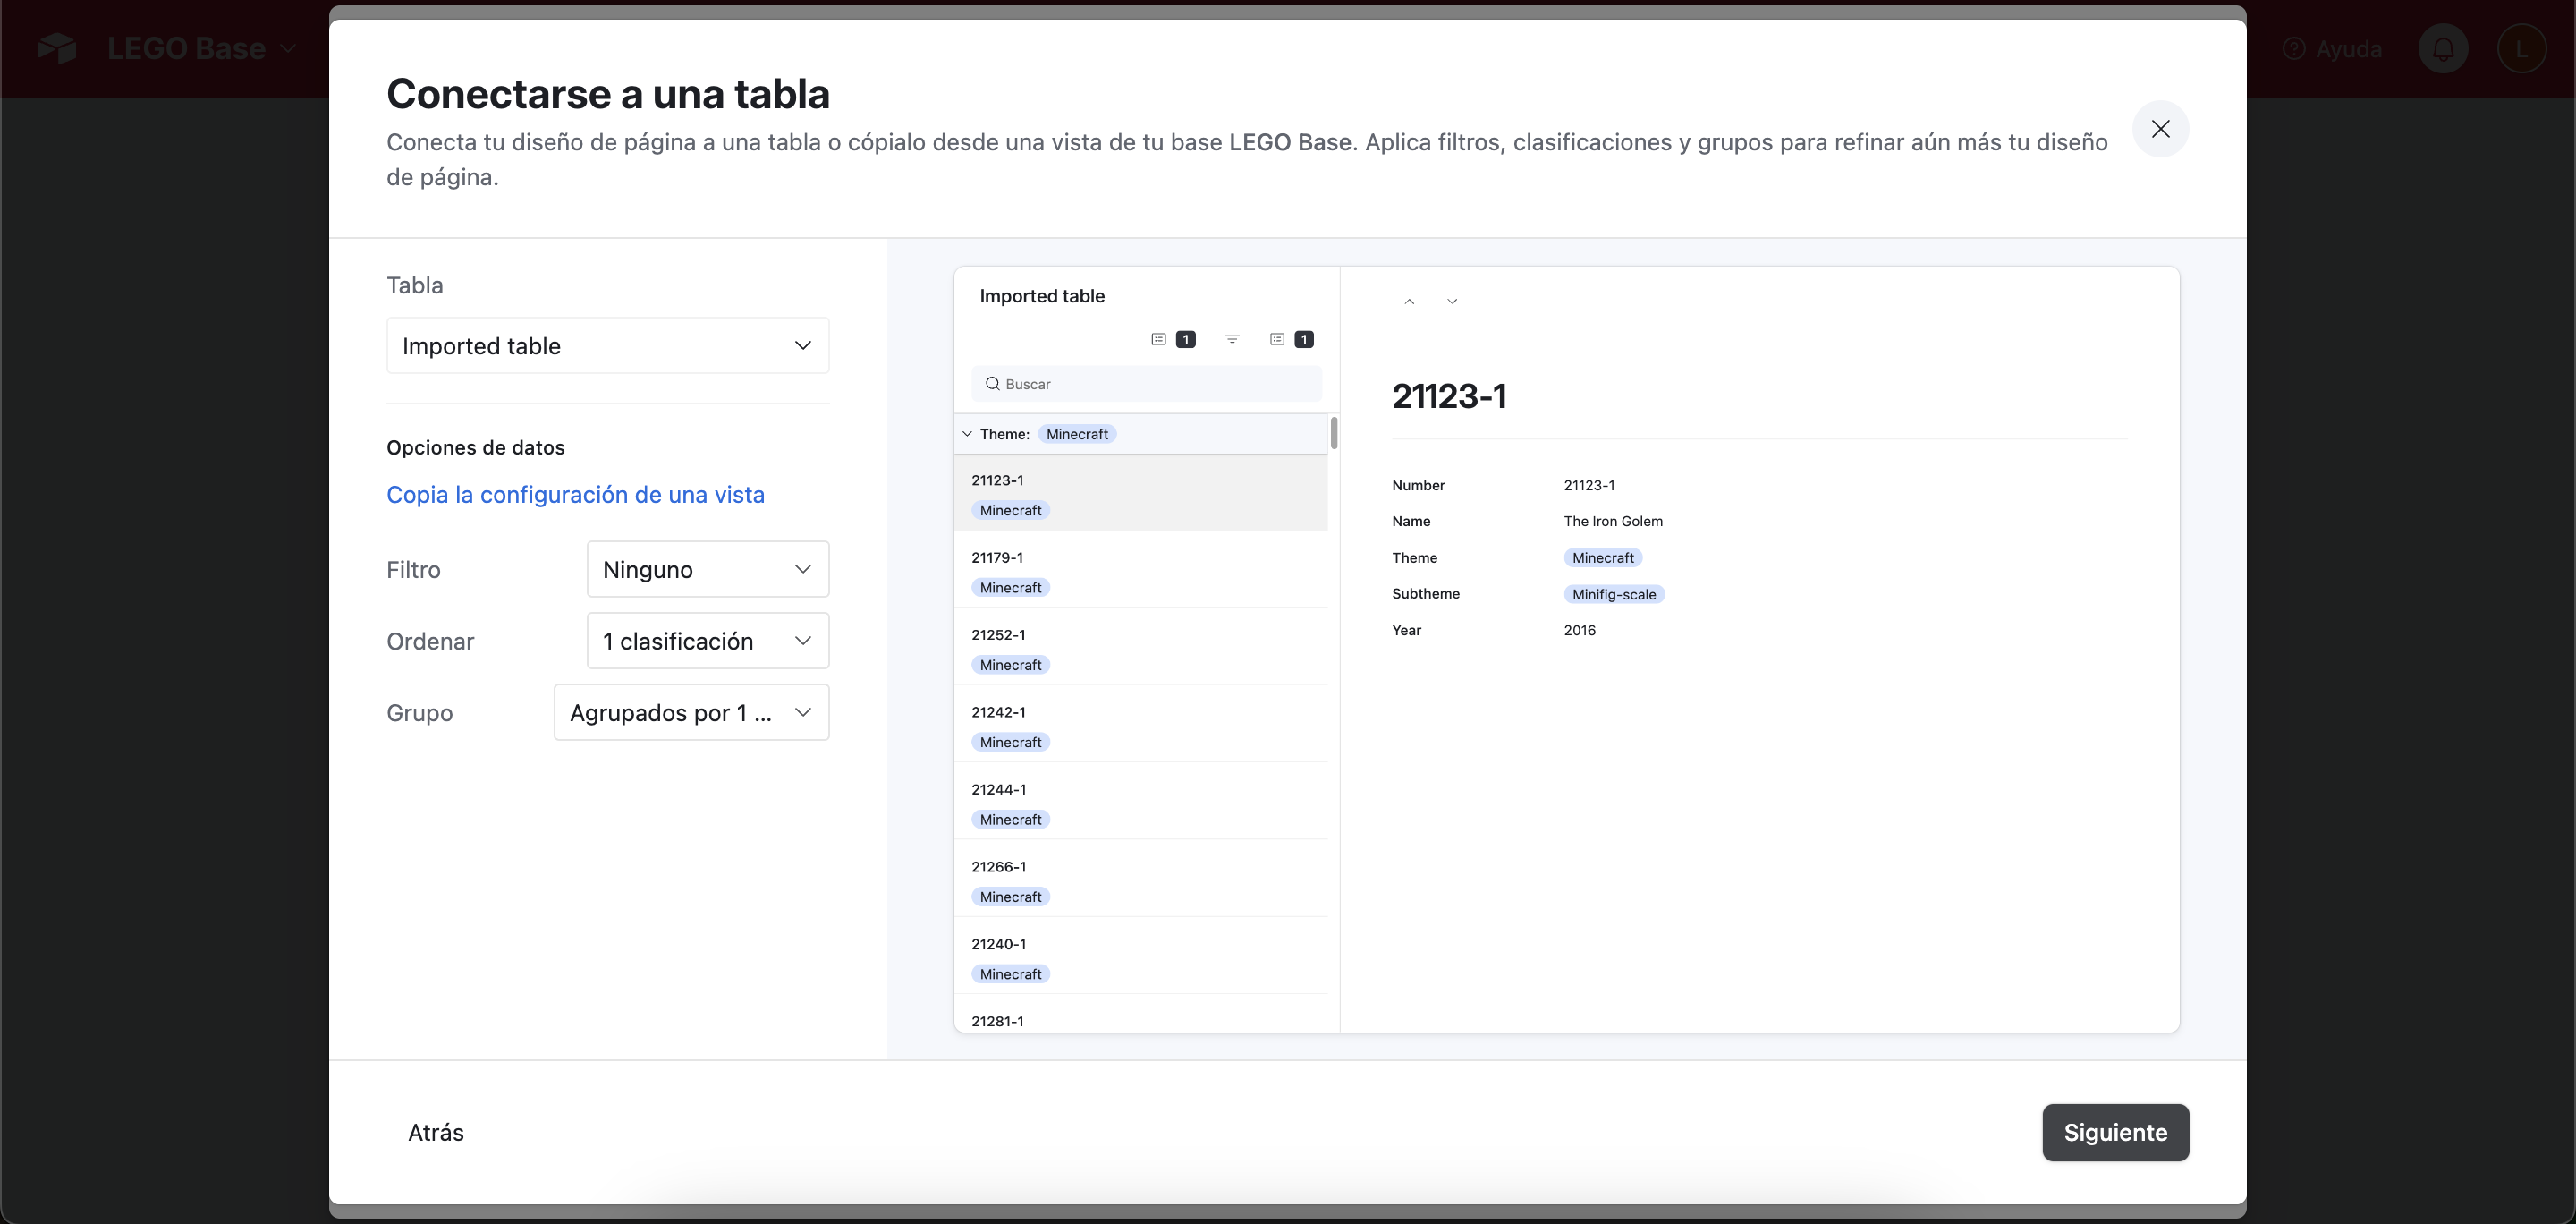 LEGO Base
Ayuda
L
Conectarse a una tabla
Conecta tu diseño de página a una tabla o cópialo desde una vista de tu base LEGO Base. Aplica filtros, clasificaciones y grupos para refinar aún más tu diseño
de página.
Tabla
Imported table
Opciones de datos
Copia la configuración de una vista
Filtro
Ninguno
Ordenar
1 clasificación
Grupo
Agrupados por 1 ...
Imported table
1
1
Buscar
Theme: Minecraft
21123-1
Minecraft
21179-1
Minecraft
21252-1
Minecraft
21242-1
Minecraft
21244-1
Minecraft
21266-1
Minecraft
21240-1
Minecraft
21281-1
21123-1
Number 21123-1
Name The Iron Golem
Theme Minecraft
Subtheme Minifig-scale
Year 2016
Atrás
Siguiente